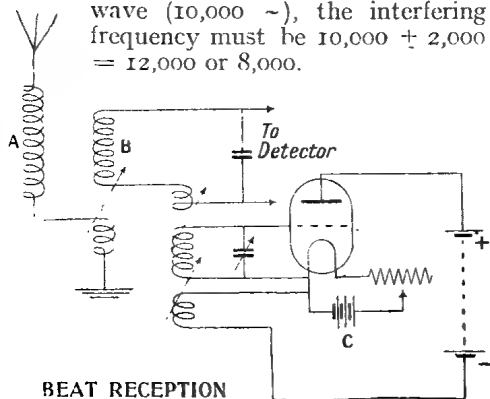 wave (10,000 ~), the interfering
frequency must be 10,000 ± 2,000
= 12,000 or 8,000.
A
B
To
Detector
+
C
-
BEAT RECEPTION